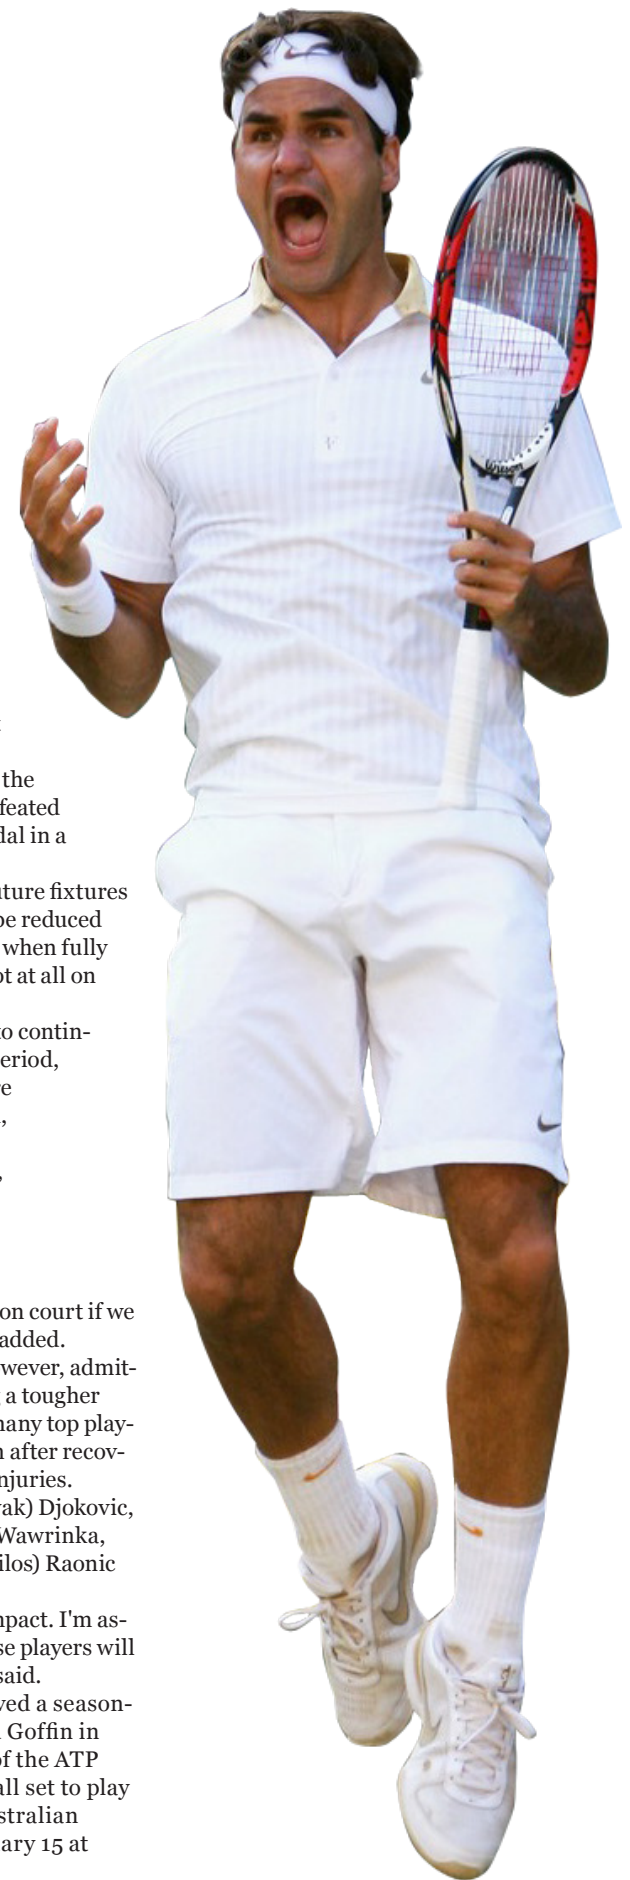 the
feated
dal in a
ture fixtures
be reduced
when fully
ot at all on
to contin-
eriod,
e
,
,
on court if we
added.
wever, admit-
a tougher
many top play-
n after recov-
njuries.
ak) Djokovic,
Wawrinka,
ilos) Raonic
npact. I'm as-
se players will
said.
ved a season-
Goffin in
of the ATP
all set to play
stralian
ary 15 at
Wilson